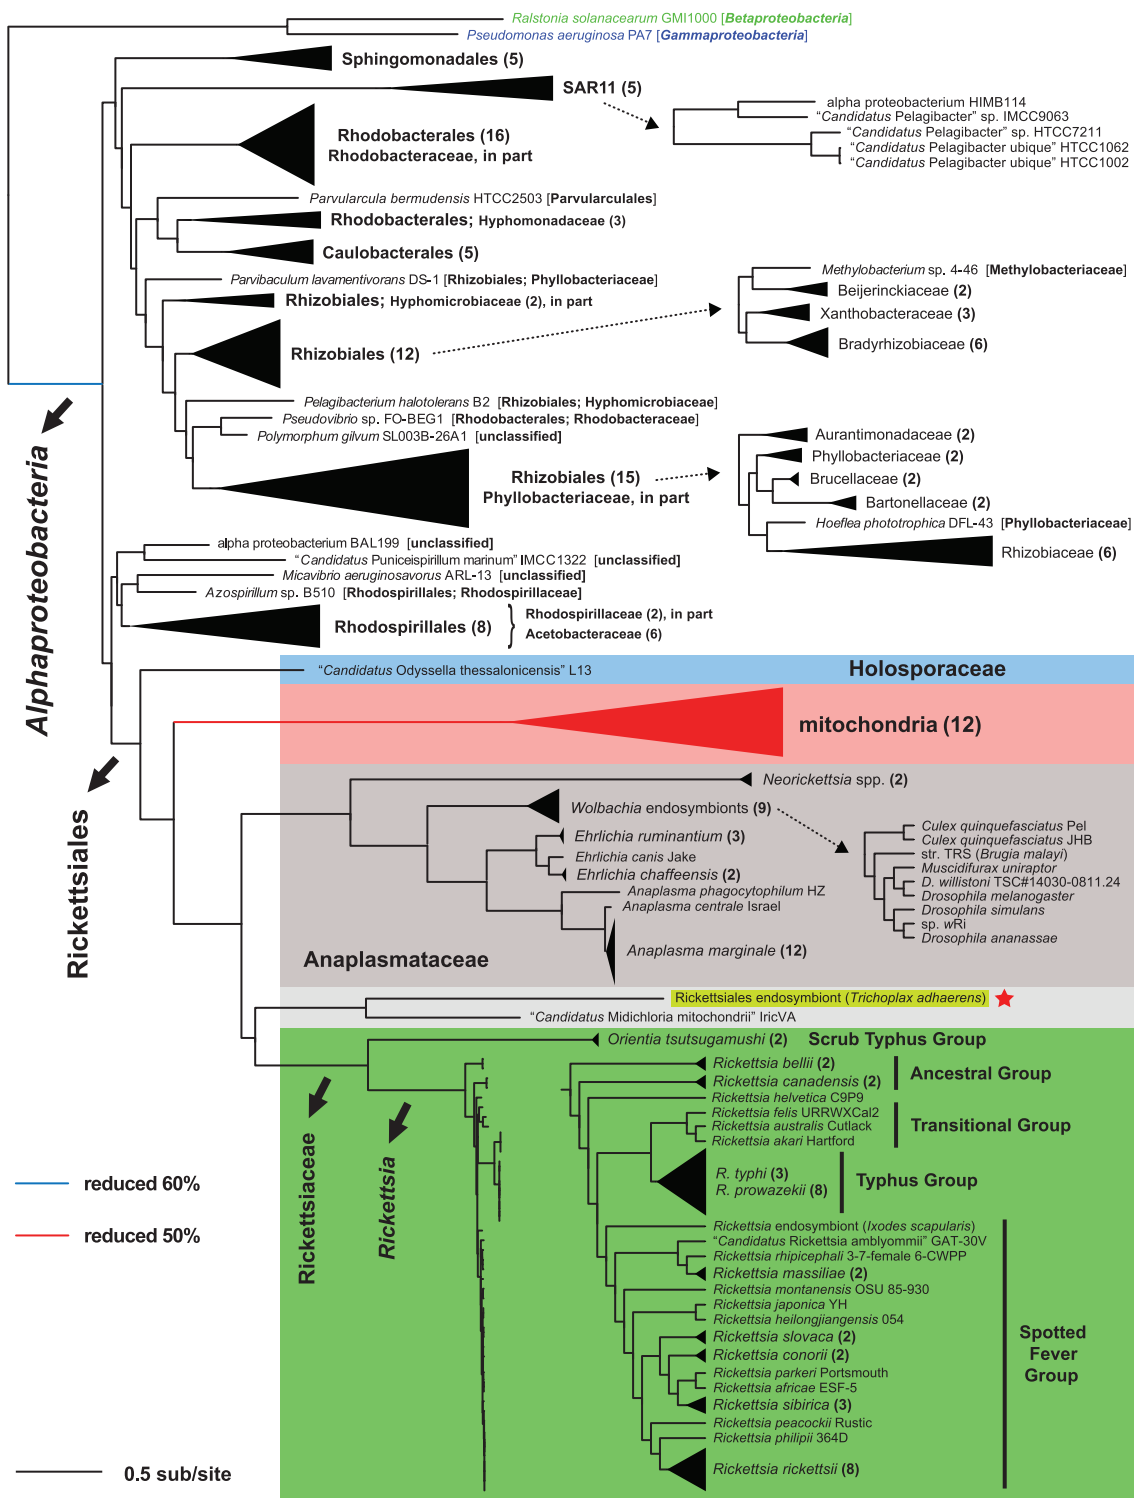 Ralstonia solanacearum GMI1000 [Betaproteobacteria]
Pseudomonas aeruginosa PA7 [Gammaproteobacteria]
Sphingomonadales (5)
SAR11 (5)
alpha proteobacterium HIMB114
"Candidatus Pelagibacter" sp. IMCC9063
"Candidatus Pelagibacter" sp. HTCC7211
"Candidatus Pelagibacter ubique" HTCC1062
"Candidatus Pelagibacter ubique" HTCC1002
Rhodobacterales (16)
Rhodobacteraceae, in part
Parvularcula bermudensis HTCC2503 [Parvularculales]
Rhodobacterales; Hyphomonadaceae (3)
Caulobacterales (5)
Parvibaculum lavamentivorans DS-1 [Rhizobiales; Phyllobacteriaceae]
Rhizobiales; Hyphomicrobiaceae (2), in part
Rhizobiales (12)
Methylobacterium sp. 4-46 [Methylobacteriaceae]
Beijerinckiaceae (2)
Xanthobacteraceae (3)
Bradyrhizobiaceae (6)
Pelagibacterium halotolerans B2 [Rhizobiales; Hyphomicrobiaceae]
Pseudovibrio sp. FO-BEG1 [Rhodobacterales; Rhodobacteraceae]
Polymorphum gilvum SL003B-26A1 [unclassified]
Rhizobiales (15)
Phyllobacteriaceae, in part
Aurantimonadaceae (2)
Phyllobacteriaceae (2)
Brucellaceae (2)
Bartonellaceae (2)
Hoeflea phototrophica DFL-43 [Phyllobacteriaceae]
Rhizobiaceae (6)
alpha proteobacterium BAL199 [unclassified]
"Candidatus Puniceispirillum marinum" IMCC1322 [unclassified]
Micavibrio aeruginosavorus ARL-13 [unclassified]
Azospirillum sp. B510 [Rhodospirillales; Rhodospirillaceae]
Rhodospirillales (8)
Rhodospirillaceae (2), in part
Acetobacteraceae (6)
Alphaproteobacteria
"Candidatus Odyssella thessalonicensis" L13
Holosporaceae
mitochondria (12)
Rickettsiales
Neorickettsia spp. (2)
Wolbachia endosymbionts (9)
Ehrlichia ruminantium (3)
Ehrlichia canis Jake
Ehrlichia chaffeensis (2)
Anaplasma phagocytophilum HZ
Anaplasma centrale Israel
Anaplasma marginale (12)
Anaplasmataceae
Culex quinquefasciatus Pel
Culex quinquefasciatus JHB
str. TRS (Brugia malayi)
Muscidifurax uniraptor
D. willistoni TSC#14030-0811.24
Drosophila melanogaster
Drosophila simulans
sp. wRi
Drosophila ananassae
Rickettsiales endosymbiont (Trichoplax adhaerens)
"Candidatus Midichloria mitochondrii" IricVA
Orientia tsutsugamushi (2) Scrub Typhus Group
Rickettsia bellii (2)
Rickettsia canadensis (2)
Ancestral Group
Rickettsia helvetica C9P9
Rickettsia felis URRWXCal2
Rickettsia australis Cutlack
Rickettsia akari Hartford
Transitional Group
R. typhi (3)
R. prowazekii (8)
Typhus Group
Rickettsiaceae
Rickettsia
Rickettsia endosymbiont (Ixodes scapularis)
"Candidatus Rickettsia amblyommii" GAT-30V
Rickettsia rhipicephali 3-7-female 6-CWPP
Rickettsia massiliae (2)
Rickettsia montanensis OSU 85-930
Rickettsia japonica YH
Rickettsia heilongjiangensis 054
Rickettsia slovaca (2)
Rickettsia conorii (2)
Rickettsia parkeri Portsmouth
Rickettsia africae ESF-5
Rickettsia sibirica (3)
Rickettsia peacockii Rustic
Rickettsia philipii 364D
Rickettsia rickettsii (8)
Spotted
Fever
Group
reduced 60%
reduced 50%
0.5 sub/site